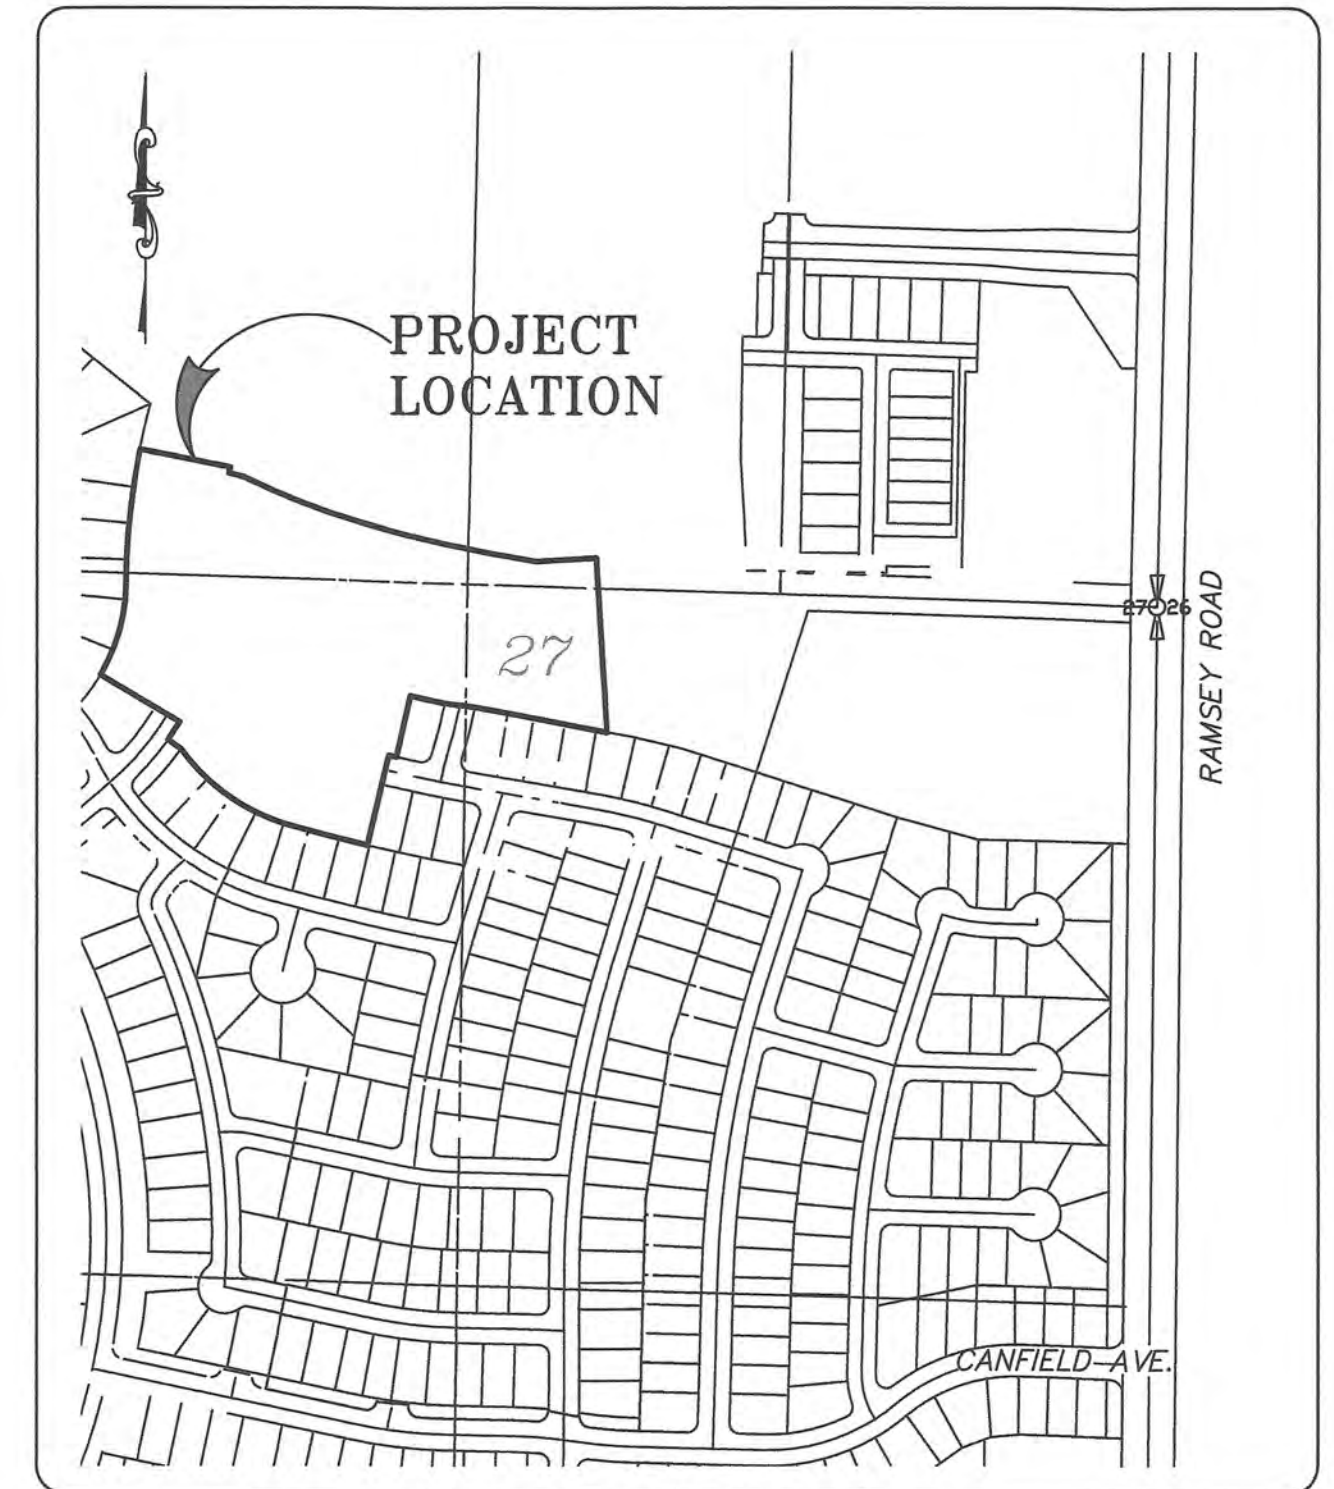 PROJECT
LOCATION
27
27 26
RAMSEY ROAD
CANFIELD AVE.